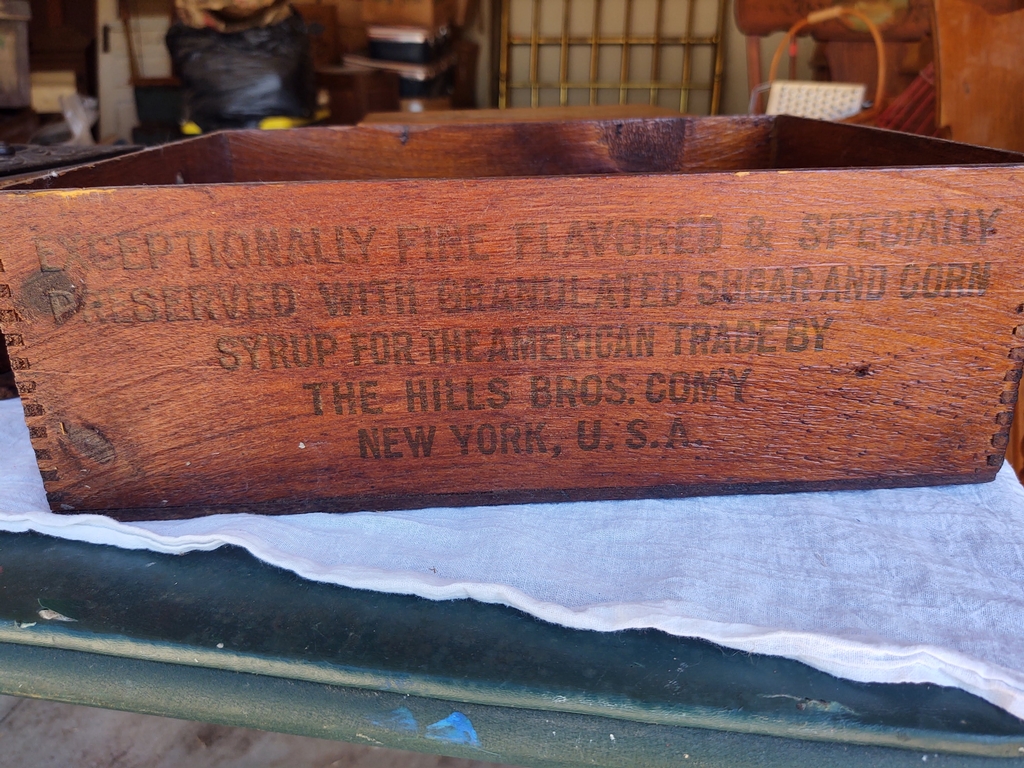 EXCEPTIONALLY FINE FLAVORED & SPECIALLY
PRESERVED WITH GRANULATED SUGAR AND CORN
SYRUP FOR THE AMERICAN TRADE BY
THE HILLS BROS. COM'Y
NEW YORK, U.S.A.